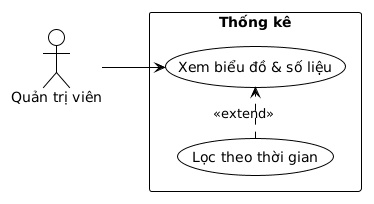 Thống kê
Xem biểu đồ & số liệu
Quản trị viên
«extend»
Lọc theo thời gian